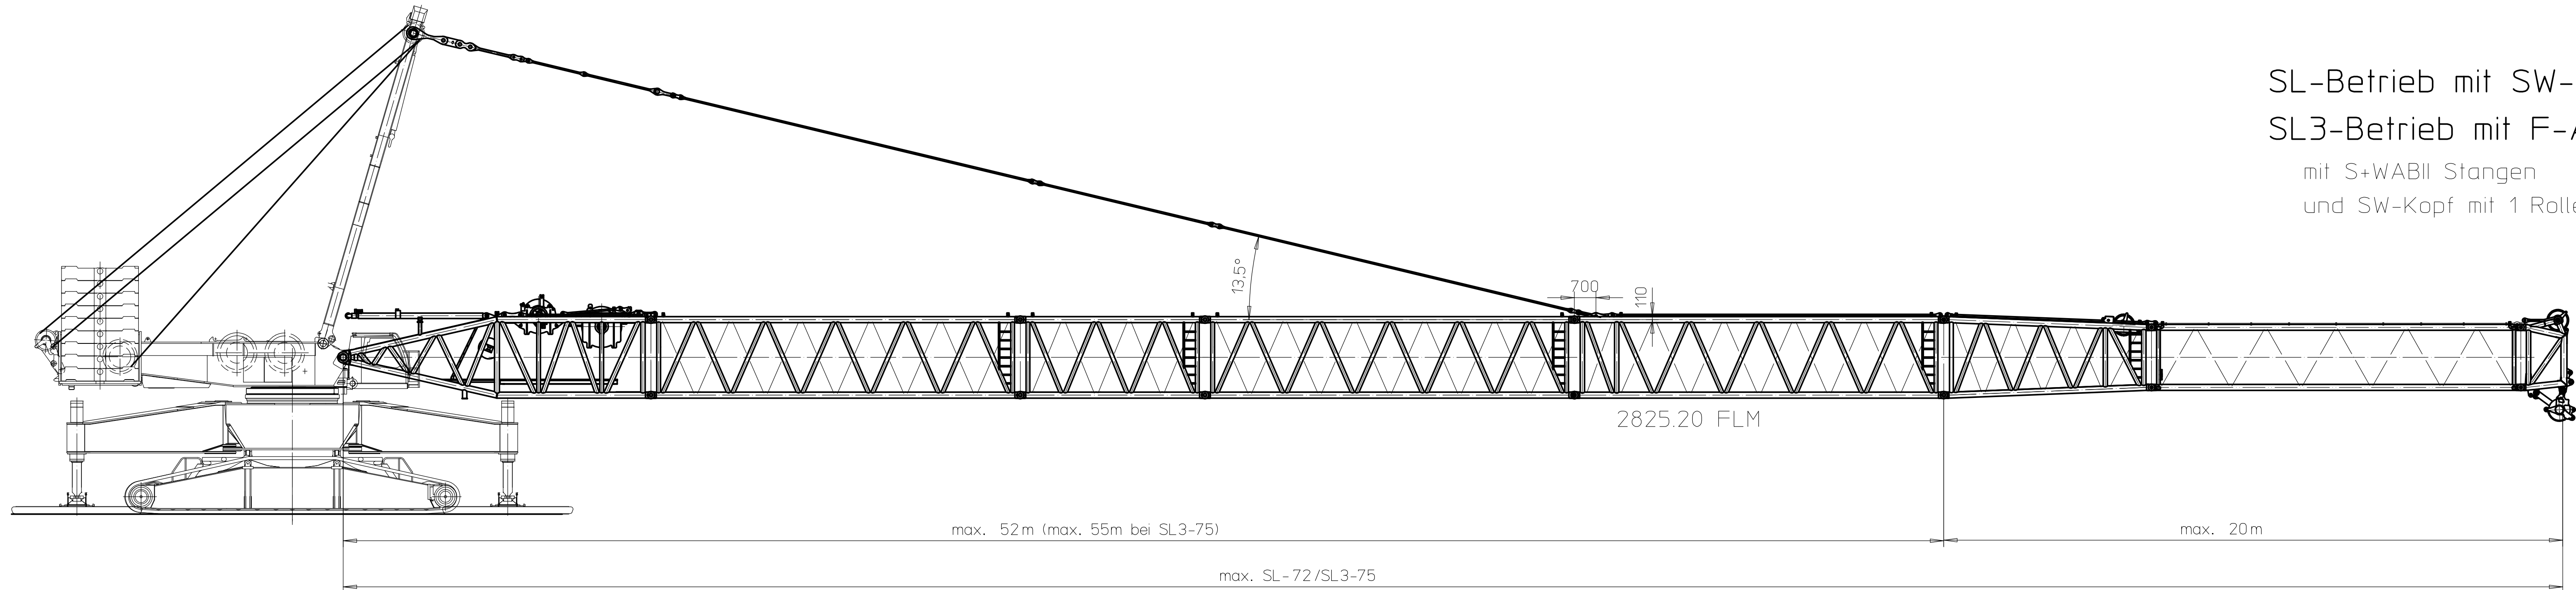 SL-Betrieb mit SW-
SL3-Betrieb mit F-
mit S+WABII Stangen
und SW-Kopf mit 1 Rolle
13,5°
700
110
2825.20 FLM
max. 52m (max. 55m bei SL3-75)
max. 20m
max. SL-72/SL3-75